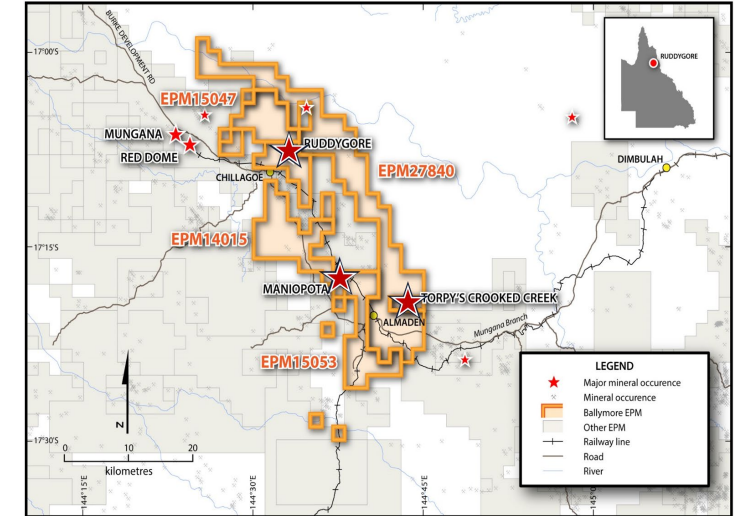 BURKE DEVELOPMENT RD
17°00'S
EPM15047
MUNGANA
RED DOME
RUDDYGORE
CHILLAGOE
EPM27840
DIMBULAH
RUDDYGORE
17°15'S
EPM14015
MANIOPOTA
TORPY'S CROOKED CREEK
ALMADEN
Mungana Branch
EPM15053
17°30'S
N
0 10 20
kilometres
144°15'E
144°30'E
144°45'E
LEGEND
Major mineral occurence
Mineral occurence
Ballymore EPM
Other EPM
Railway line
Road
River